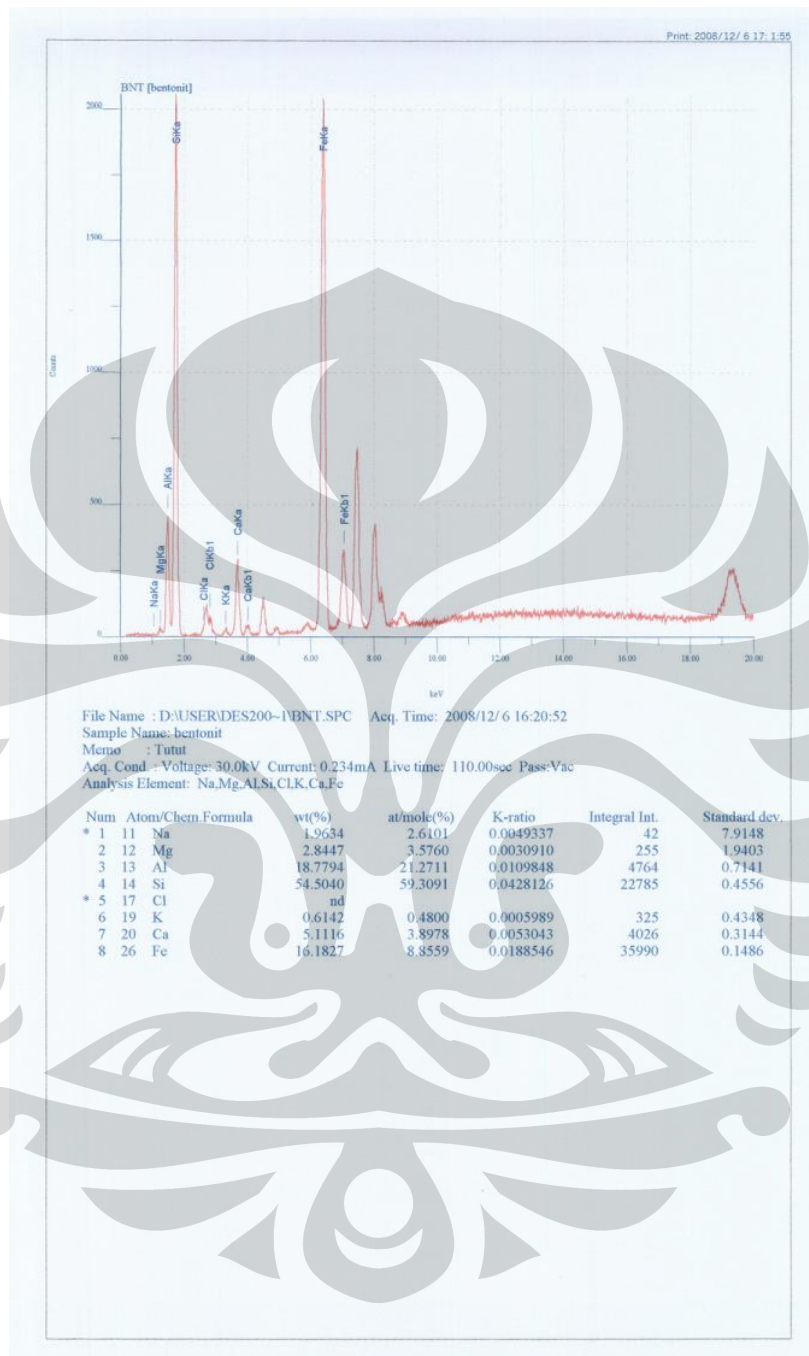 Print: 2008/12/ 6 17: 1:55
BNT [bentonit]
2000
1500
1000
500
0
Counts
NaKa
MgKa
AlKa
SiKa
ClKa
ClKb1
KKa
CaKa
CaKb1
FeKa
FeKb1
0.00 2.00 4.00 6.00 8.00 10.00 12.00 14.00 16.00 18.00 20.00
keV
File Name : D:\USER\DES200~1\BNT.SPC Acq. Time: 2008/12/ 6 16:20:52
Sample Name: bentonit
Memo : Tutut
Acq. Cond. : Voltage: 30.0kV Current: 0.234mA Live time: 110.00sec Pass:Vac
Analysis Element: Na,Mg,Al,Si,Cl,K,Ca,Fe
Num Atom/Chem.Formula wt(%) at/mole(%) K-ratio Integral Int. Standard dev.
* 1 11 Na 1.9634 2.6101 0.0049337 42 7.9148
2 12 Mg 2.8447 3.5760 0.0030910 255 1.9403
3 13 Al 18.7794 21.2711 0.0109848 4764 0.7141
4 14 Si 54.5040 59.3091 0.0428126 22785 0.4556
* 5 17 Cl nd
6 19 K 0.6142 0.4800 0.0005989 325 0.4348
7 20 Ca 5.1116 3.8978 0.0053043 4026 0.3144
8 26 Fe 16.1827 8.8559 0.0188546 35990 0.1486